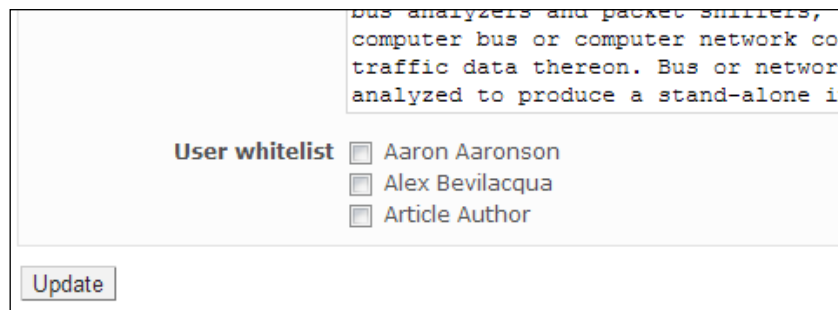 bus analyzers and packet sniffers,
computer bus or computer network co
traffic data thereon. Bus or networ
analyzed to produce a stand-alone i
User whitelist
Aaron Aaronson
Alex Bevilacqua
Article Author
Update